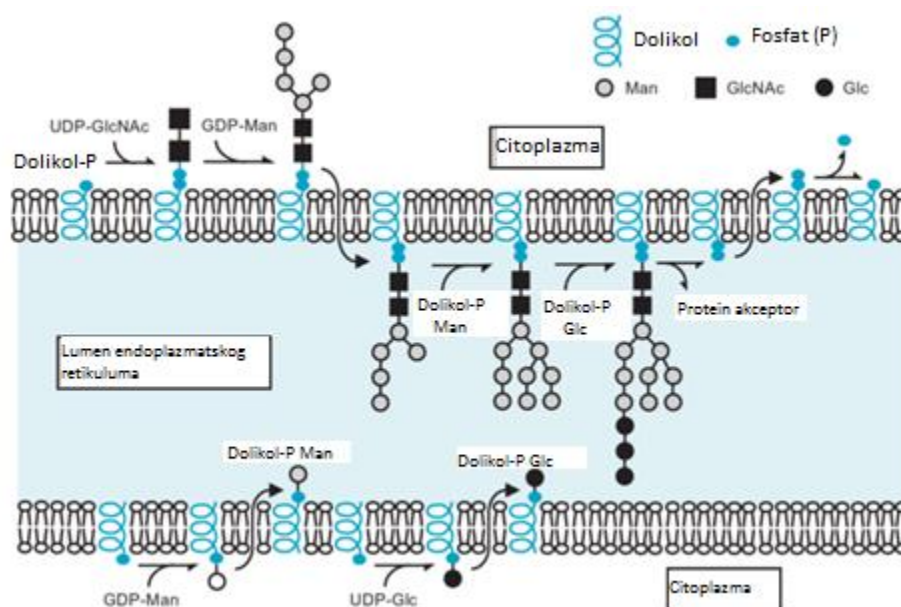 Dolikol
Fosfat (P)
Man
GlcNAc
Glc
UDP-GlcNAc
GDP-Man
Dolikol-P
Citoplazma
Dolikol-P
Man
Dolikol-P
Glc
Protein akceptor
Lumen endoplazmatskog
retikuluma
Dolikol-P Man
Dolikol-P Glc
GDP-Man
UDP-Glc
Citoplazma